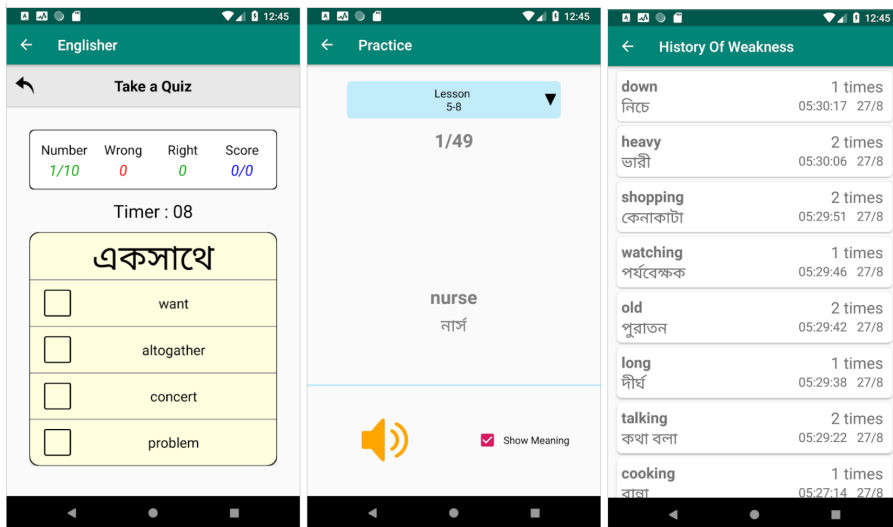 12:45
Englisher
Take a Quiz
Number Wrong Right Score
1/10 0 0 0/0
Timer : 08
একসাথে
want
altogather
concert
problem
12:45
Practice
Lesson
5-8
1/49
nurse
নার্স
Show Meaning
12:45
History Of Weakness
down 1 times
নিচে 05:30:17 27/8
heavy 2 times
ভারী 05:30:06 27/8
shopping 2 times
কেনাকাটা 05:29:51 27/8
watching 1 times
পর্যবেক্ষক 05:29:46 27/8
old 2 times
পুরাতন 05:29:42 27/8
long 1 times
দীর্ঘ 05:29:38 27/8
talking 2 times
কথা বলা 05:29:22 27/8
cooking 1 times
রান্না 05:27:14 27/8